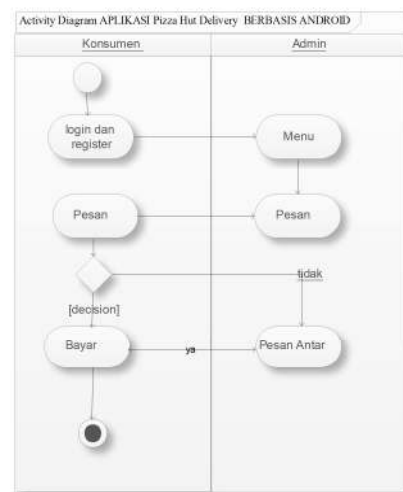 Activity Diagram APLIKASI Pizza Hut Delivery BERBASIS ANDROID
Konsumen
Admin
login dan
register
Menu
Pesan
Pesan
tidak
[decision]
Bayar
ya
Pesan Antar